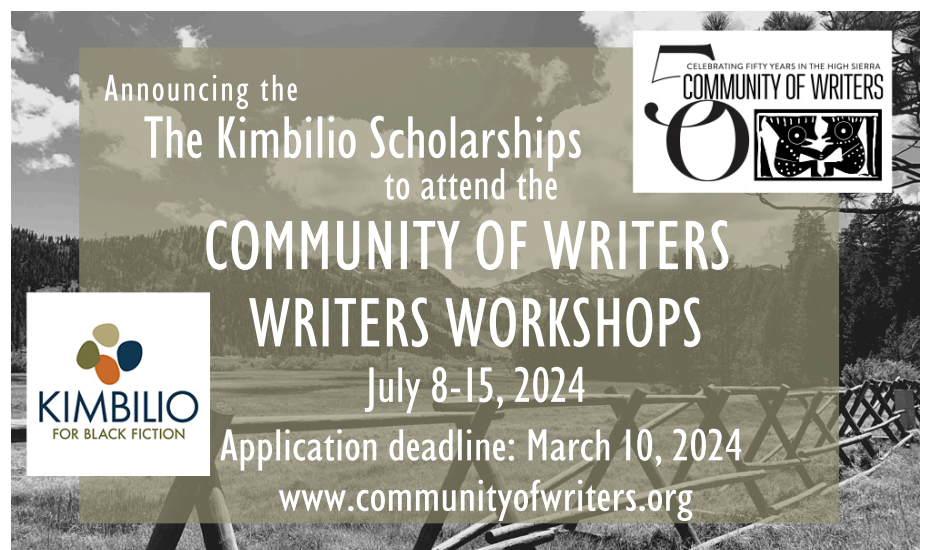 Announcing the
The Kimbilio Scholarships
to attend the
COMMUNITY OF WRITERS
WRITERS WORKSHOPS
July 8-15, 2024
Application deadline: March 10, 2024
www.communityofwriters.org
50
CELEBRATING FIFTY YEARS IN THE HIGH SIERRA
COMMUNITY OF WRITERS
KIMBILIO
FOR BLACK FICTION